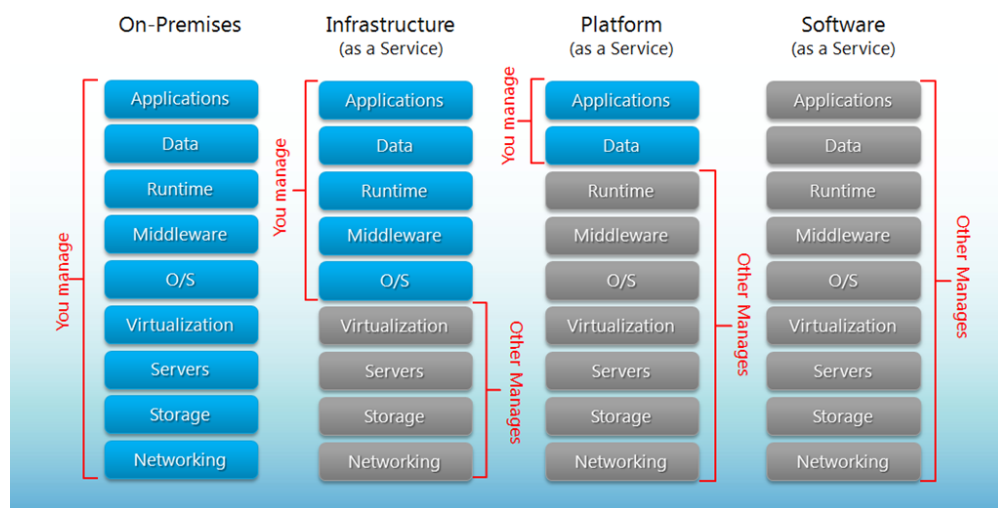 On-Premises
You manage
Applications
Data
Runtime
Middleware
O/S
Virtualization
Servers
Storage
Networking
Infrastructure
(as a Service)
You manage
Applications
Data
Runtime
Middleware
O/S
Virtualization
Servers
Storage
Networking
Other Manages
Platform
(as a Service)
You manage
Applications
Data
Runtime
Middleware
O/S
Virtualization
Servers
Storage
Networking
Other Manages
Software
(as a Service)
Applications
Data
Runtime
Middleware
O/S
Virtualization
Servers
Storage
Networking
Other Manages